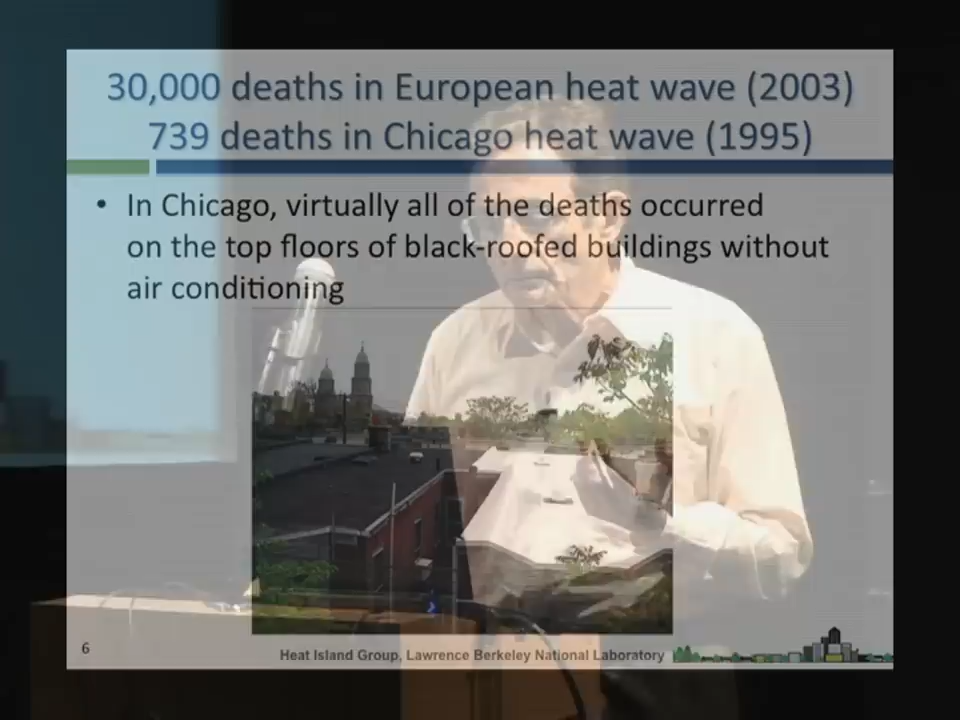 30,000 deaths in European heat wave (2003)
739 deaths in Chicago heat wave (1995)
• In Chicago, virtually all of the deaths occurred
on the top floors of black-roofed buildings without
air conditioning
6
Heat Island Group, Lawrence Berkeley National Laboratory